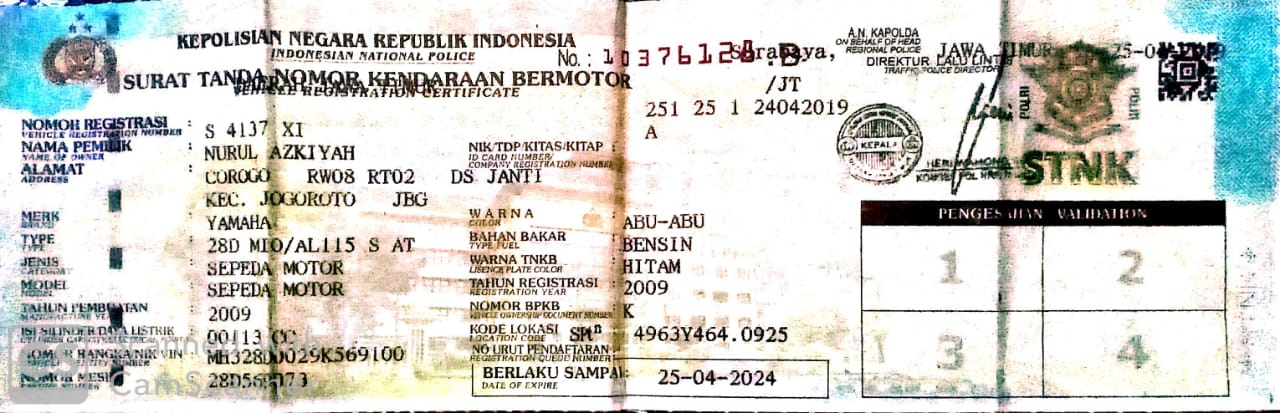 KEPOLISIAN NEGARA REPUBLIK INDONESIA
INDONESIAN NATIONAL POLICE
No.: 10376128
SURAT TANDA NOMOR KENDARAAN BERMOTOR
VEHICLE REGISTRATION CERTIFICATE
/JT
251 25 1 24042019
A
Surabaya,
A.N. KAPOLDA
ON BEHALF OF HEAD
REGIONAL POLICE
JAWA TIMUR
DIREKTUR LALU LINTAS
TRAFFIC POLICE DIRECTOR
KEPALA
POLRI
STNK
NOMOR REGISTRASI : S 4137 XI
VEHICLE REGISTRATION NUMBER
NAMA PEMILIK : NURUL AZKIYAH
NAME OF OWNER
ALAMAT : COROGO RW08 RT02 DS JANTI
ADDRESS
KEC. JOGOROTO JBG
MERK : YAMAHA
BRAND
TYPE : 28D MIO/AL115 S AT
TYPE
JENIS : SEPEDA MOTOR
CATEGORY
MODEL : SEPEDA MOTOR
MODEL
TAHUN PEMBUATAN : 2009
MANUFACTURE YEAR
ISI SILINDER DAYA LISTRIK : 00113 CC
NOMOR RANGKA NIK VIN :
NOMOR MESIN :
NIK/TDP/KITAS/KITAP :
ID CARD NUMBER/
COMPANY REGISTRATION NUMBER
WARNA : ABU-ABU
COLOR
BAHAN BAKAR : BENSIN
TYPE FUEL
WARNA TNKB : HITAM
LISENCE PLATE COLOR
TAHUN REGISTRASI : 2009
REGISTRATION YEAR
NOMOR BPKB : K
VEHICLE OWNERSHIP DOCUMENT NUMBER
KODE LOKASI 4963Y464.0925
LOCATION CODE
NO URUT PENDAFTARAN
REGISTRATION QUEUE NUMBER
BERLAKU SAMPAI 25-04-2024
DATE OF EXPIRE
PENGESAHAN VALIDATION
1 2
3 4
CamScanner